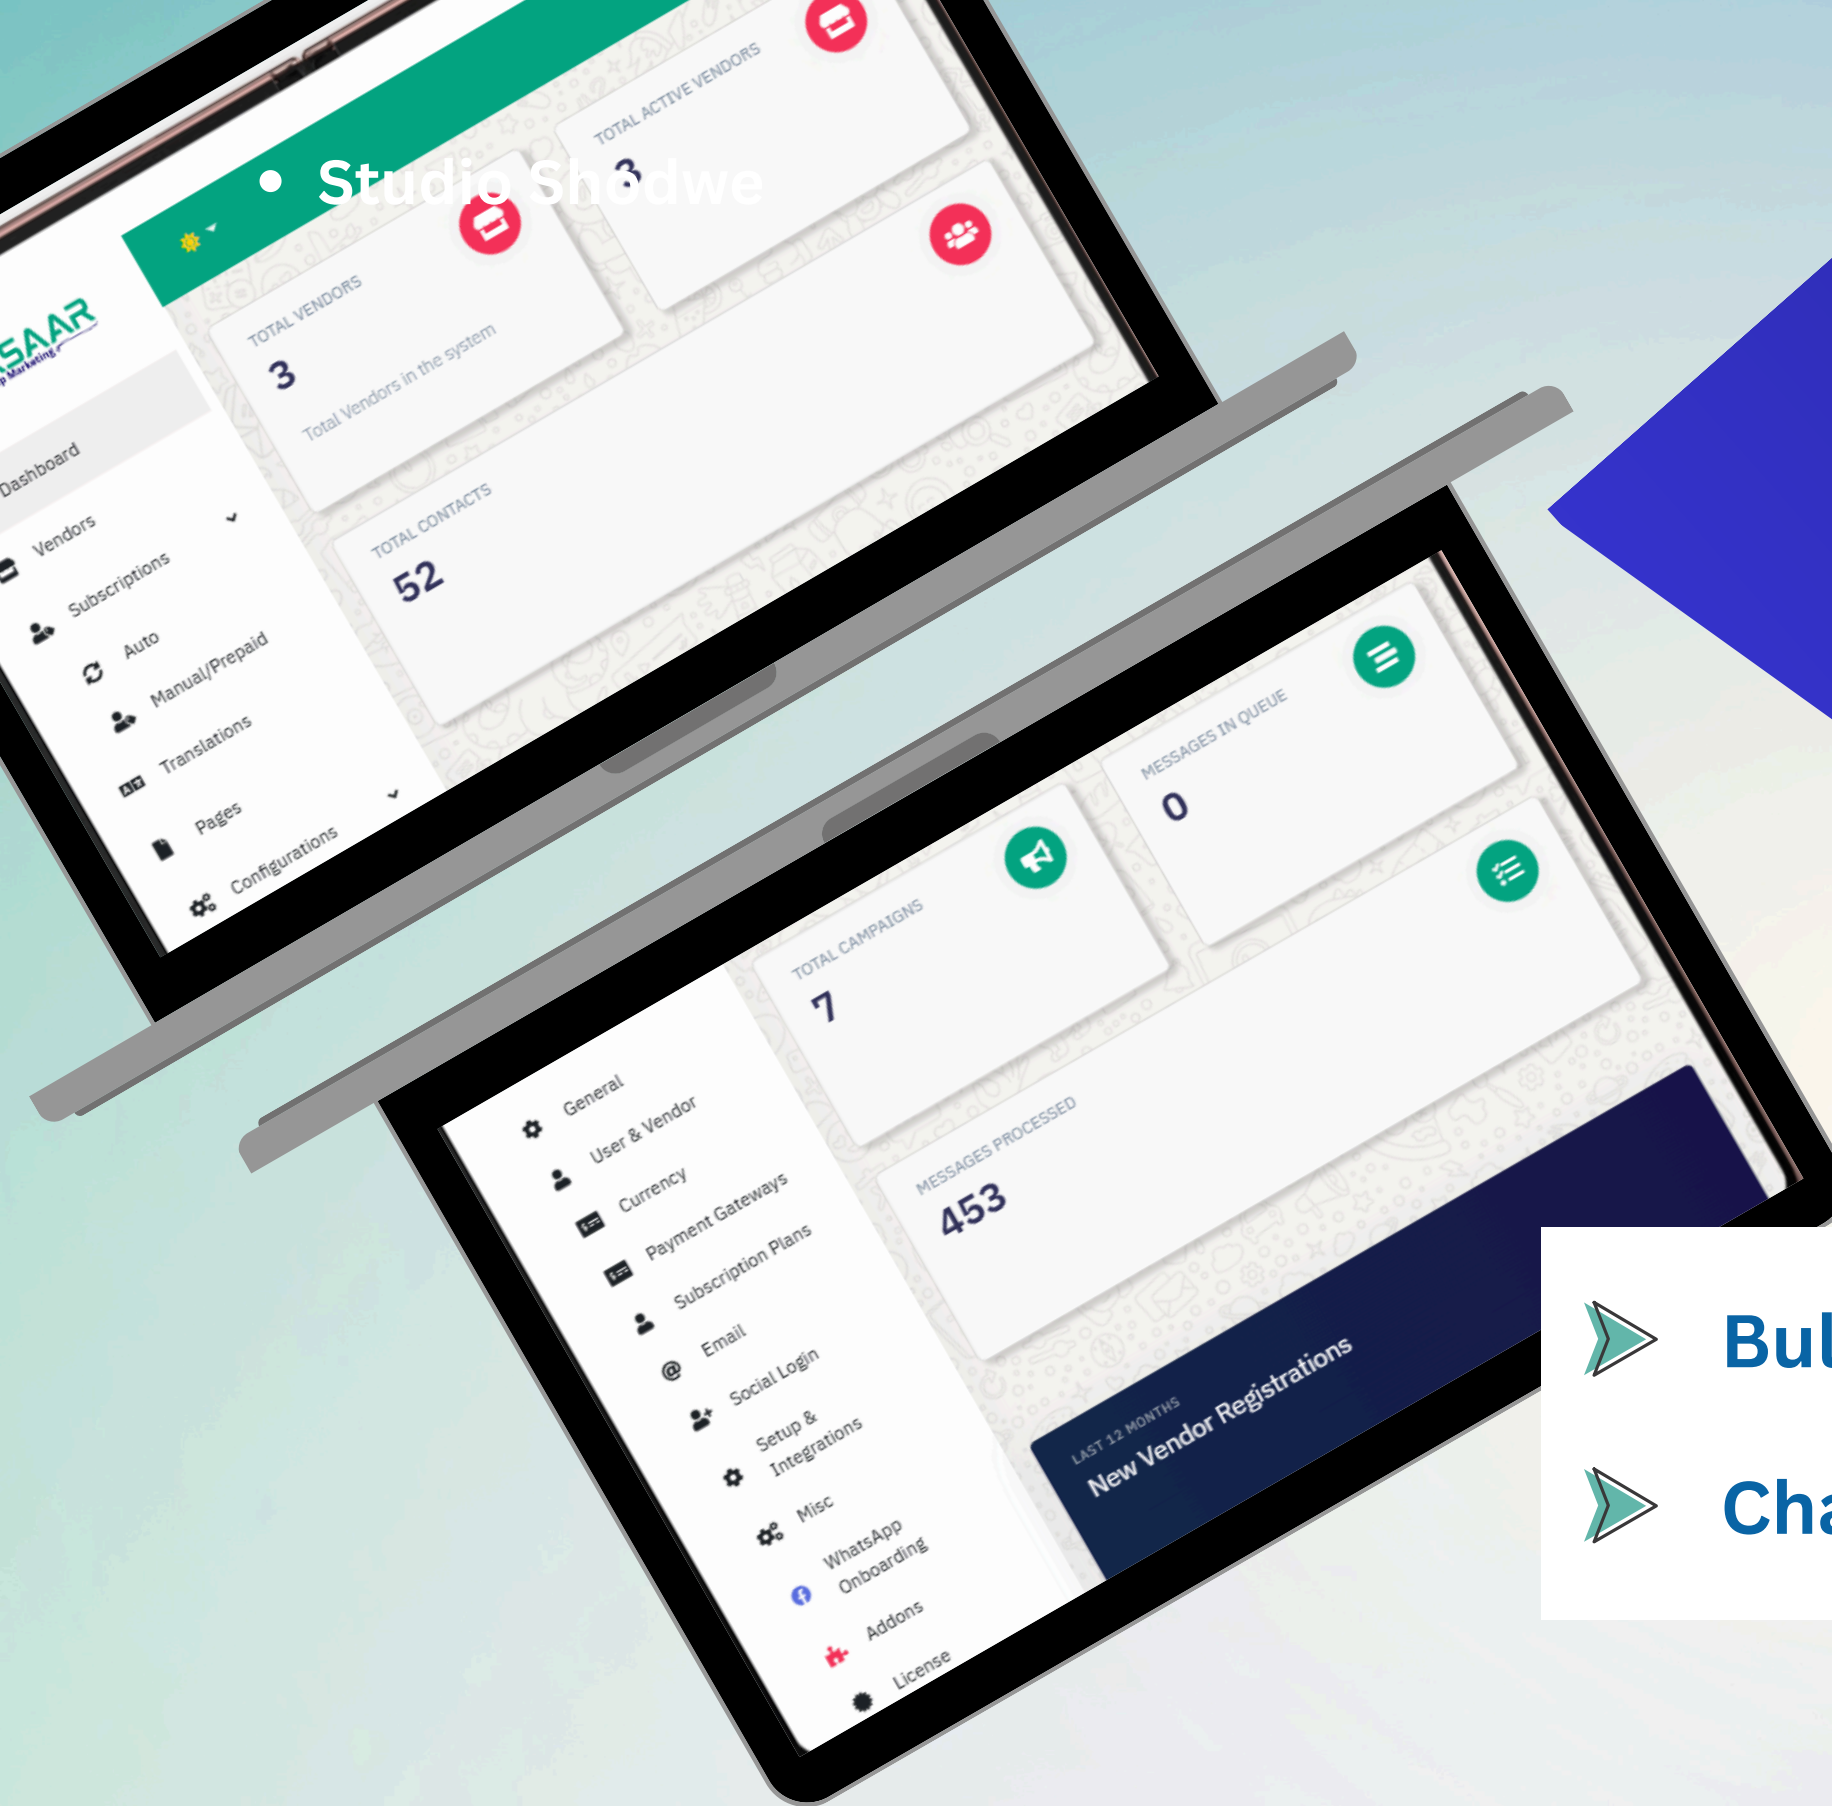 • Studio Shodwe
TOTAL ACTIVE VENDORS
3
TOTAL VENDORS
3
Total Vendors in the system
TOTAL CONTACTS
52
Dashboard
Vendors
Subscriptions
Auto
Manual/Prepaid
Translations
Pages
Configurations
MESSAGES IN QUEUE
0
TOTAL CAMPAIGNS
7
MESSAGES PROCESSED
453
LAST 12 MONTHS
New Vendor Registrations
General
User & Vendor
Currency
Payment Gateways
Subscription Plans
Email
Social Login
Setup &
Integrations
Misc
WhatsApp
Onboarding
Addons
License